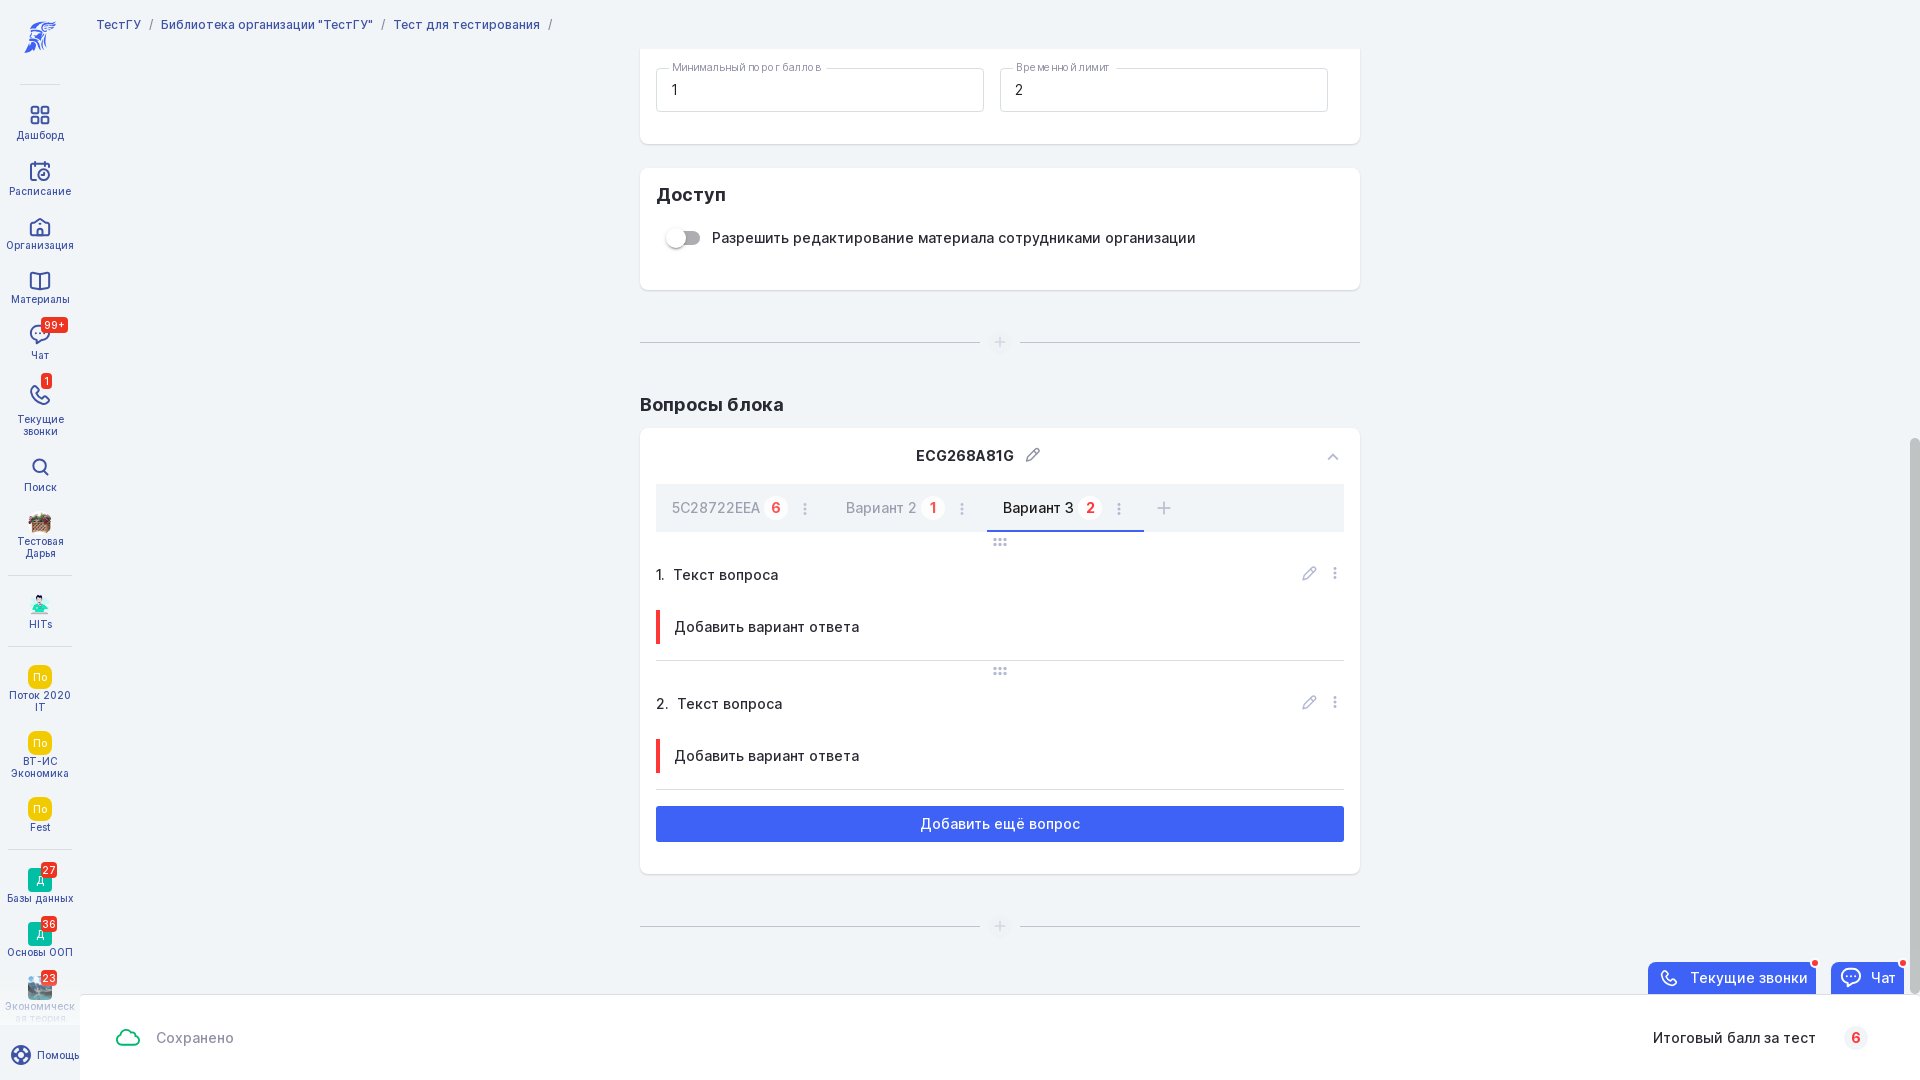 ТестГУ / Библиотека организации "ТестГУ" / Тест для тестирования /
Дашборд
Расписание
Организация
Материалы
99+
Чат
1
Текущие
звонки
Поиск
Тестовая
Дарья
HITs
По
Поток 2020
IT
По
ВТ-ИС
Экономика
По
Fest
27
Д
Базы данных
36
Д
Основы ООП
23
Экономическ
ая теория
Помощь
Минимальный порог баллов
1
Временной лимит
2
Доступ
Разрешить редактирование материала сотрудниками организации
Вопросы блока
ECG268A81G
5C28722EEA 6 Вариант 2 1 Вариант 3 2
1. Текст вопроса
Добавить вариант ответа
2. Текст вопроса
Добавить вариант ответа
Добавить ещё вопрос
Текущие звонки
Чат
Сохранено
Итоговый балл за тест 6